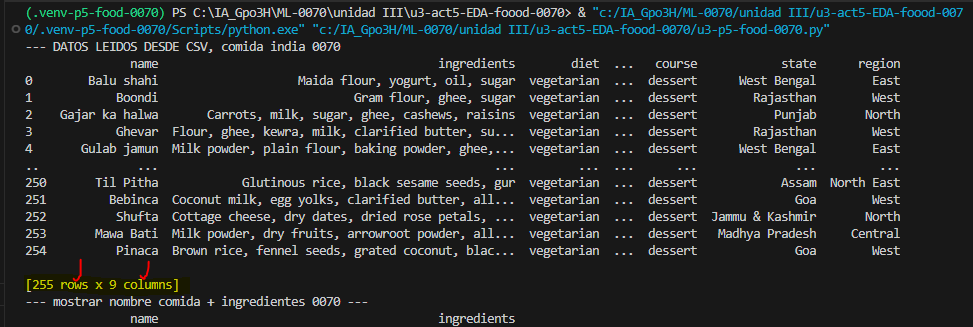 (.venv-p5-food-0070) PS C:\IA_Gpo3H\ML-0070\unidad III\u3-act5-EDA-foood-0070> & "c:/IA_Gpo3H/ML-0070/unidad III/u3-act5-EDA-foood-007
0/.venv-p5-food-0070/Scripts/python.exe" "c:/IA_Gpo3H/ML-0070/unidad III/u3-act5-EDA-foood-0070/u3-p5-food-0070.py"
--- DATOS LEIDOS DESDE CSV, comida india 0070
name ingredients diet ... course state region
0 Balu shahi Maida flour, yogurt, oil, sugar vegetarian ... dessert West Bengal East
1 Boondi Gram flour, ghee, sugar vegetarian ... dessert Rajasthan West
2 Gajar ka halwa Carrots, milk, sugar, ghee, cashews, raisins vegetarian ... dessert Punjab North
3 Ghevar Flour, ghee, kewra, milk, clarified butter, su... vegetarian ... dessert Rajasthan West
4 Gulab jamun Milk powder, plain flour, baking powder, ghee,... vegetarian ... dessert West Bengal East
.. ... ... ... ... ... ... ...
250 Til Pitha Glutinous rice, black sesame seeds, gur vegetarian ... dessert Assam North East
251 Bebinca Coconut milk, egg yolks, clarified butter, all... vegetarian ... dessert Goa West
252 Shufta Cottage cheese, dry dates, dried rose petals, ... vegetarian ... dessert Jammu & Kashmir North
253 Mawa Bati Milk powder, dry fruits, arrowroot powder, all... vegetarian ... dessert Madhya Pradesh Central
254 Pinaca Brown rice, fennel seeds, grated coconut, blac... vegetarian ... dessert Goa West
[255 rows x 9 columns]
--- mostrar nombre comida + ingredientes 0070 ---
name ingredients